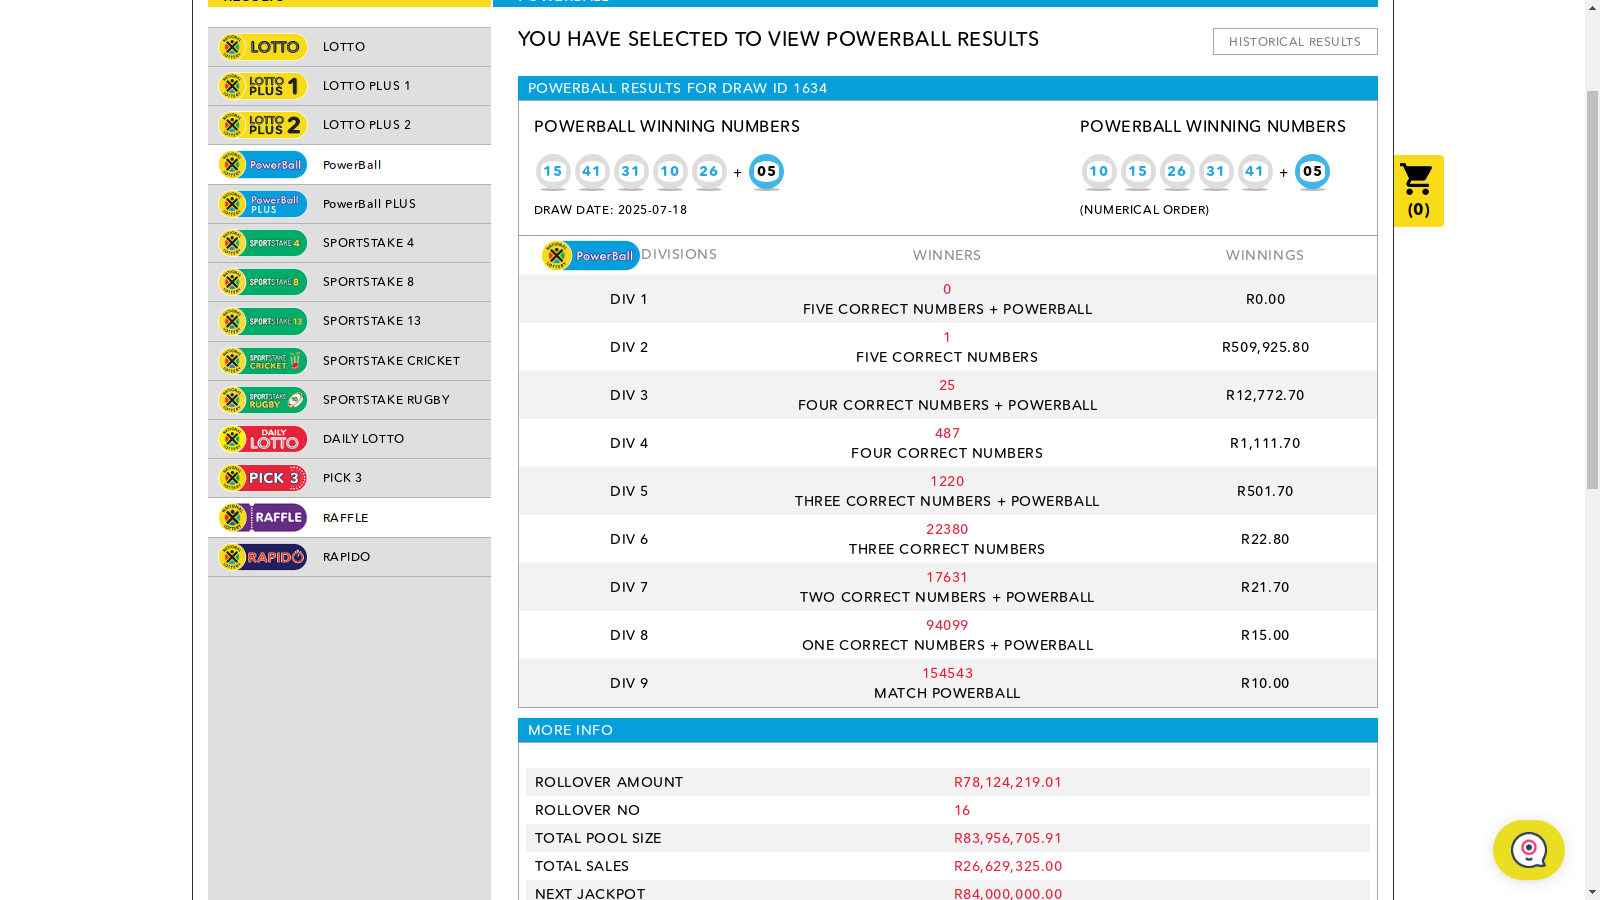 YOU HAVE SELECTED TO VIEW POWERBALL RESULTS
HISTORICAL RESULTS
LOTTO LOTTO
LOTTO PLUS 1 LOTTO PLUS 1
LOTTO PLUS 2 LOTTO PLUS 2
PowerBall PowerBall
PowerBall PLUS PowerBall PLUS
SPORTSTAKE 4 SPORTSTAKE 4
SPORTSTAKE 8 SPORTSTAKE 8
SPORTSTAKE 13 SPORTSTAKE 13
SPORTSTAKE CRICKET SPORTSTAKE CRICKET
SPORTSTAKE RUGBY SPORTSTAKE RUGBY
DAILY LOTTO DAILY LOTTO
PICK 3 PICK 3
RAFFLE RAFFLE
RAPIDO RAPIDO
POWERBALL RESULTS FOR DRAW ID 1634
POWERBALL WINNING NUMBERS
15 41 31 10 26 + 05
DRAW DATE: 2025-07-18
POWERBALL WINNING NUMBERS
10 15 26 31 41 + 05
(NUMERICAL ORDER)
(0)
PowerBall DIVISIONS WINNERS WINNINGS
DIV 1 0 R0.00
FIVE CORRECT NUMBERS + POWERBALL
DIV 2 1 R509,925.80
FIVE CORRECT NUMBERS
DIV 3 25 R12,772.70
FOUR CORRECT NUMBERS + POWERBALL
DIV 4 487 R1,111.70
FOUR CORRECT NUMBERS
DIV 5 1220 R501.70
THREE CORRECT NUMBERS + POWERBALL
DIV 6 22380 R22.80
THREE CORRECT NUMBERS
DIV 7 17631 R21.70
TWO CORRECT NUMBERS + POWERBALL
DIV 8 94099 R15.00
ONE CORRECT NUMBERS + POWERBALL
DIV 9 154543 R10.00
MATCH POWERBALL
MORE INFO
ROLLOVER AMOUNT R78,124,219.01
ROLLOVER NO 16
TOTAL POOL SIZE R83,956,705.91
TOTAL SALES R26,629,325.00
NEXT JACKPOT R84,000,000.00